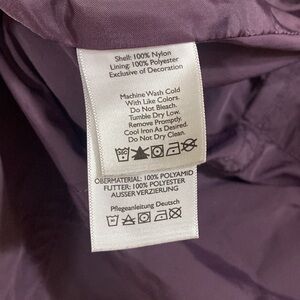 Shell: 100% Nylon
Lining: 100% Polyester
Exclusive of Decoration
Machine Wash Cold
With Like Colors.
Do Not Bleach.
Tumble Dry Low.
Remove Promptly.
Cool Iron As Desired.
Do Not Dry Clean.
OBERMATERIAL: 100% POLYAMID
FUTTER: 100% POLYESTER
AUSSER VERZIERUNG
Pflegeanleitung Deutsch